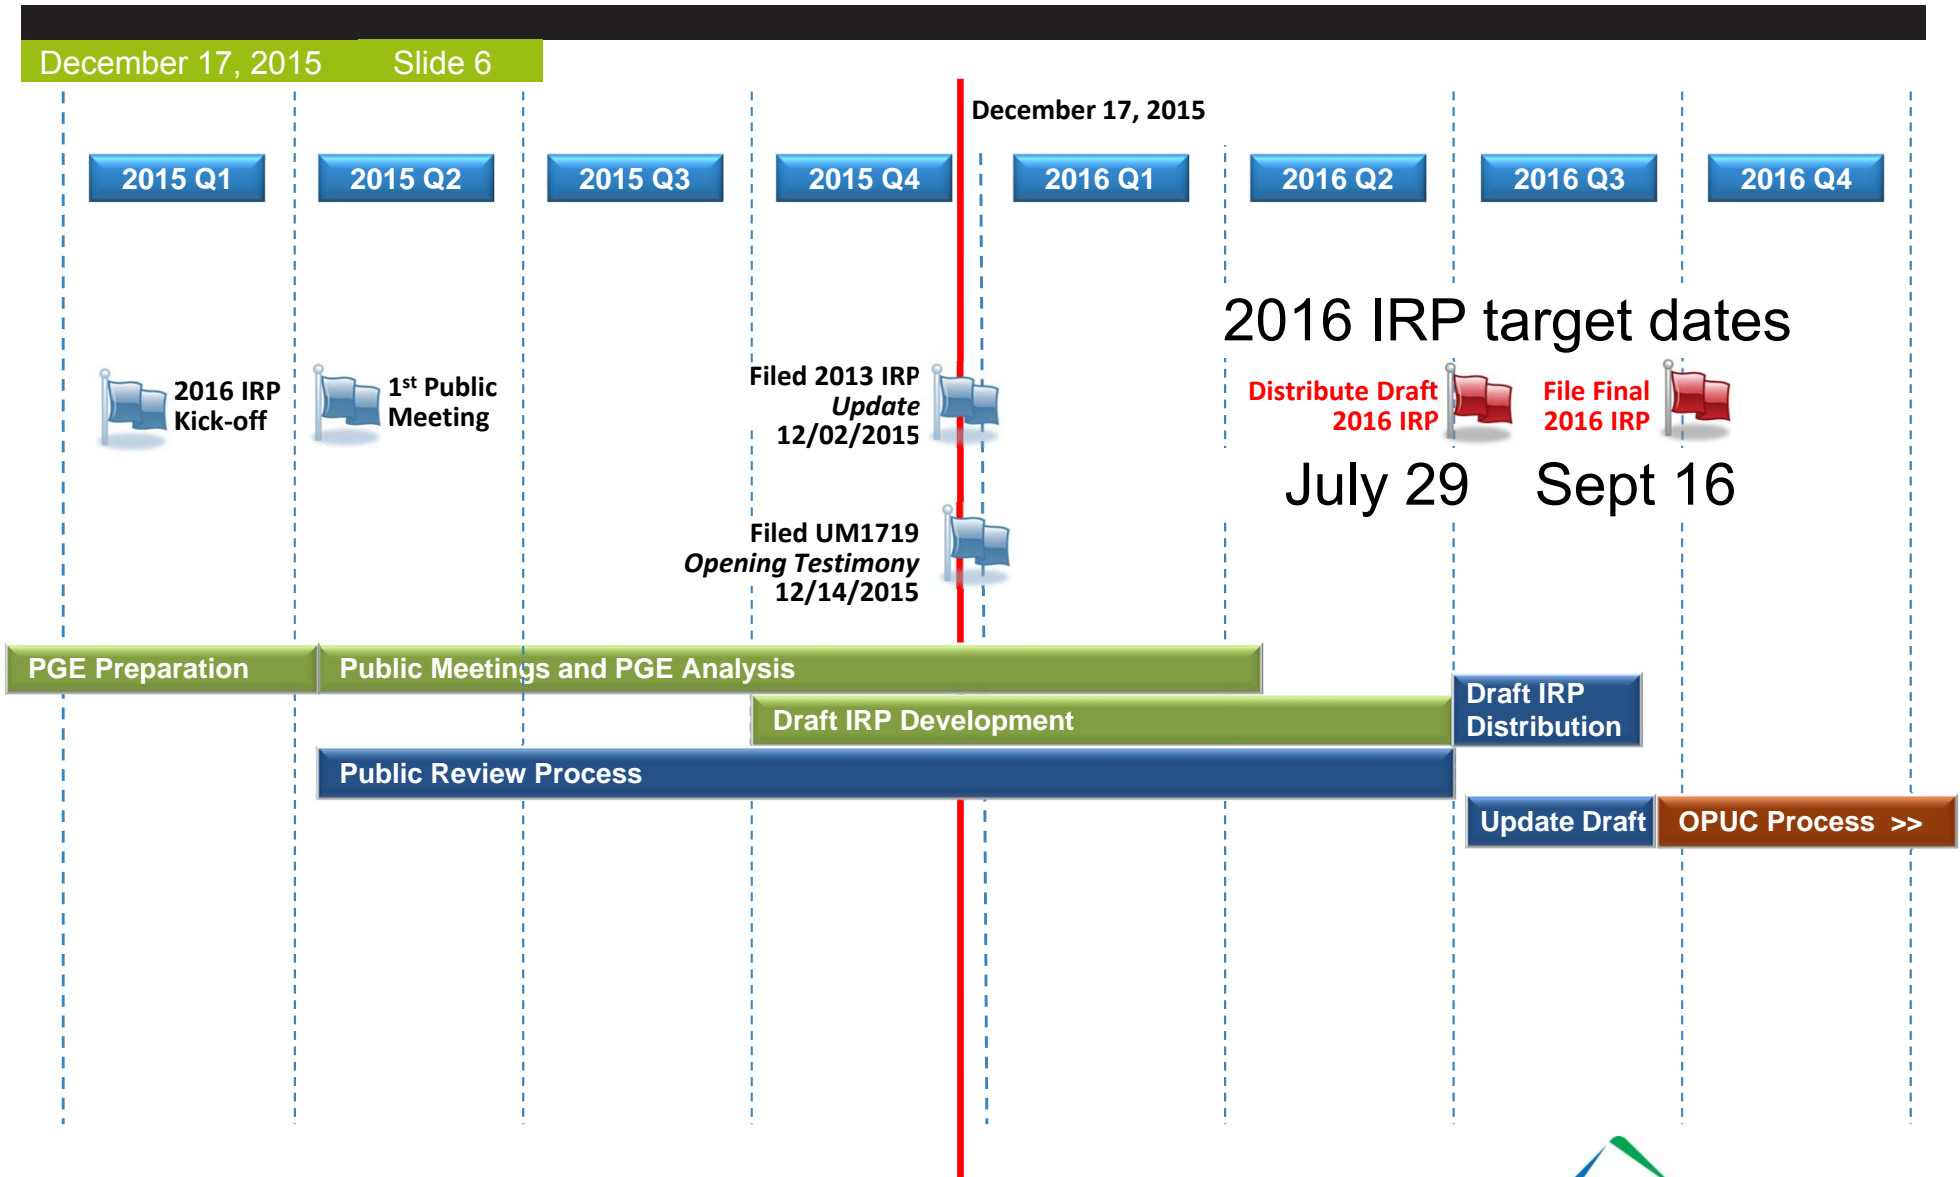 December 17, 2015 Slide 6
December 17, 2015
2015 Q1 2015 Q2 2015 Q3 2015 Q4 2016 Q1 2016 Q2 2016 Q3 2016 Q4
2016 IRP target dates
2016 IRP
Kick-off
1st Public
Meeting
Filed 2013 IRP
Update
12/02/2015
Distribute Draft
2016 IRP
File Final
2016 IRP
July 29 Sept 16
Filed UM1719
Opening Testimony
12/14/2015
PGE Preparation
Public Meetings and PGE Analysis
Draft IRP Development
Draft IRP
Distribution
Public Review Process
Update Draft
OPUC Process >>